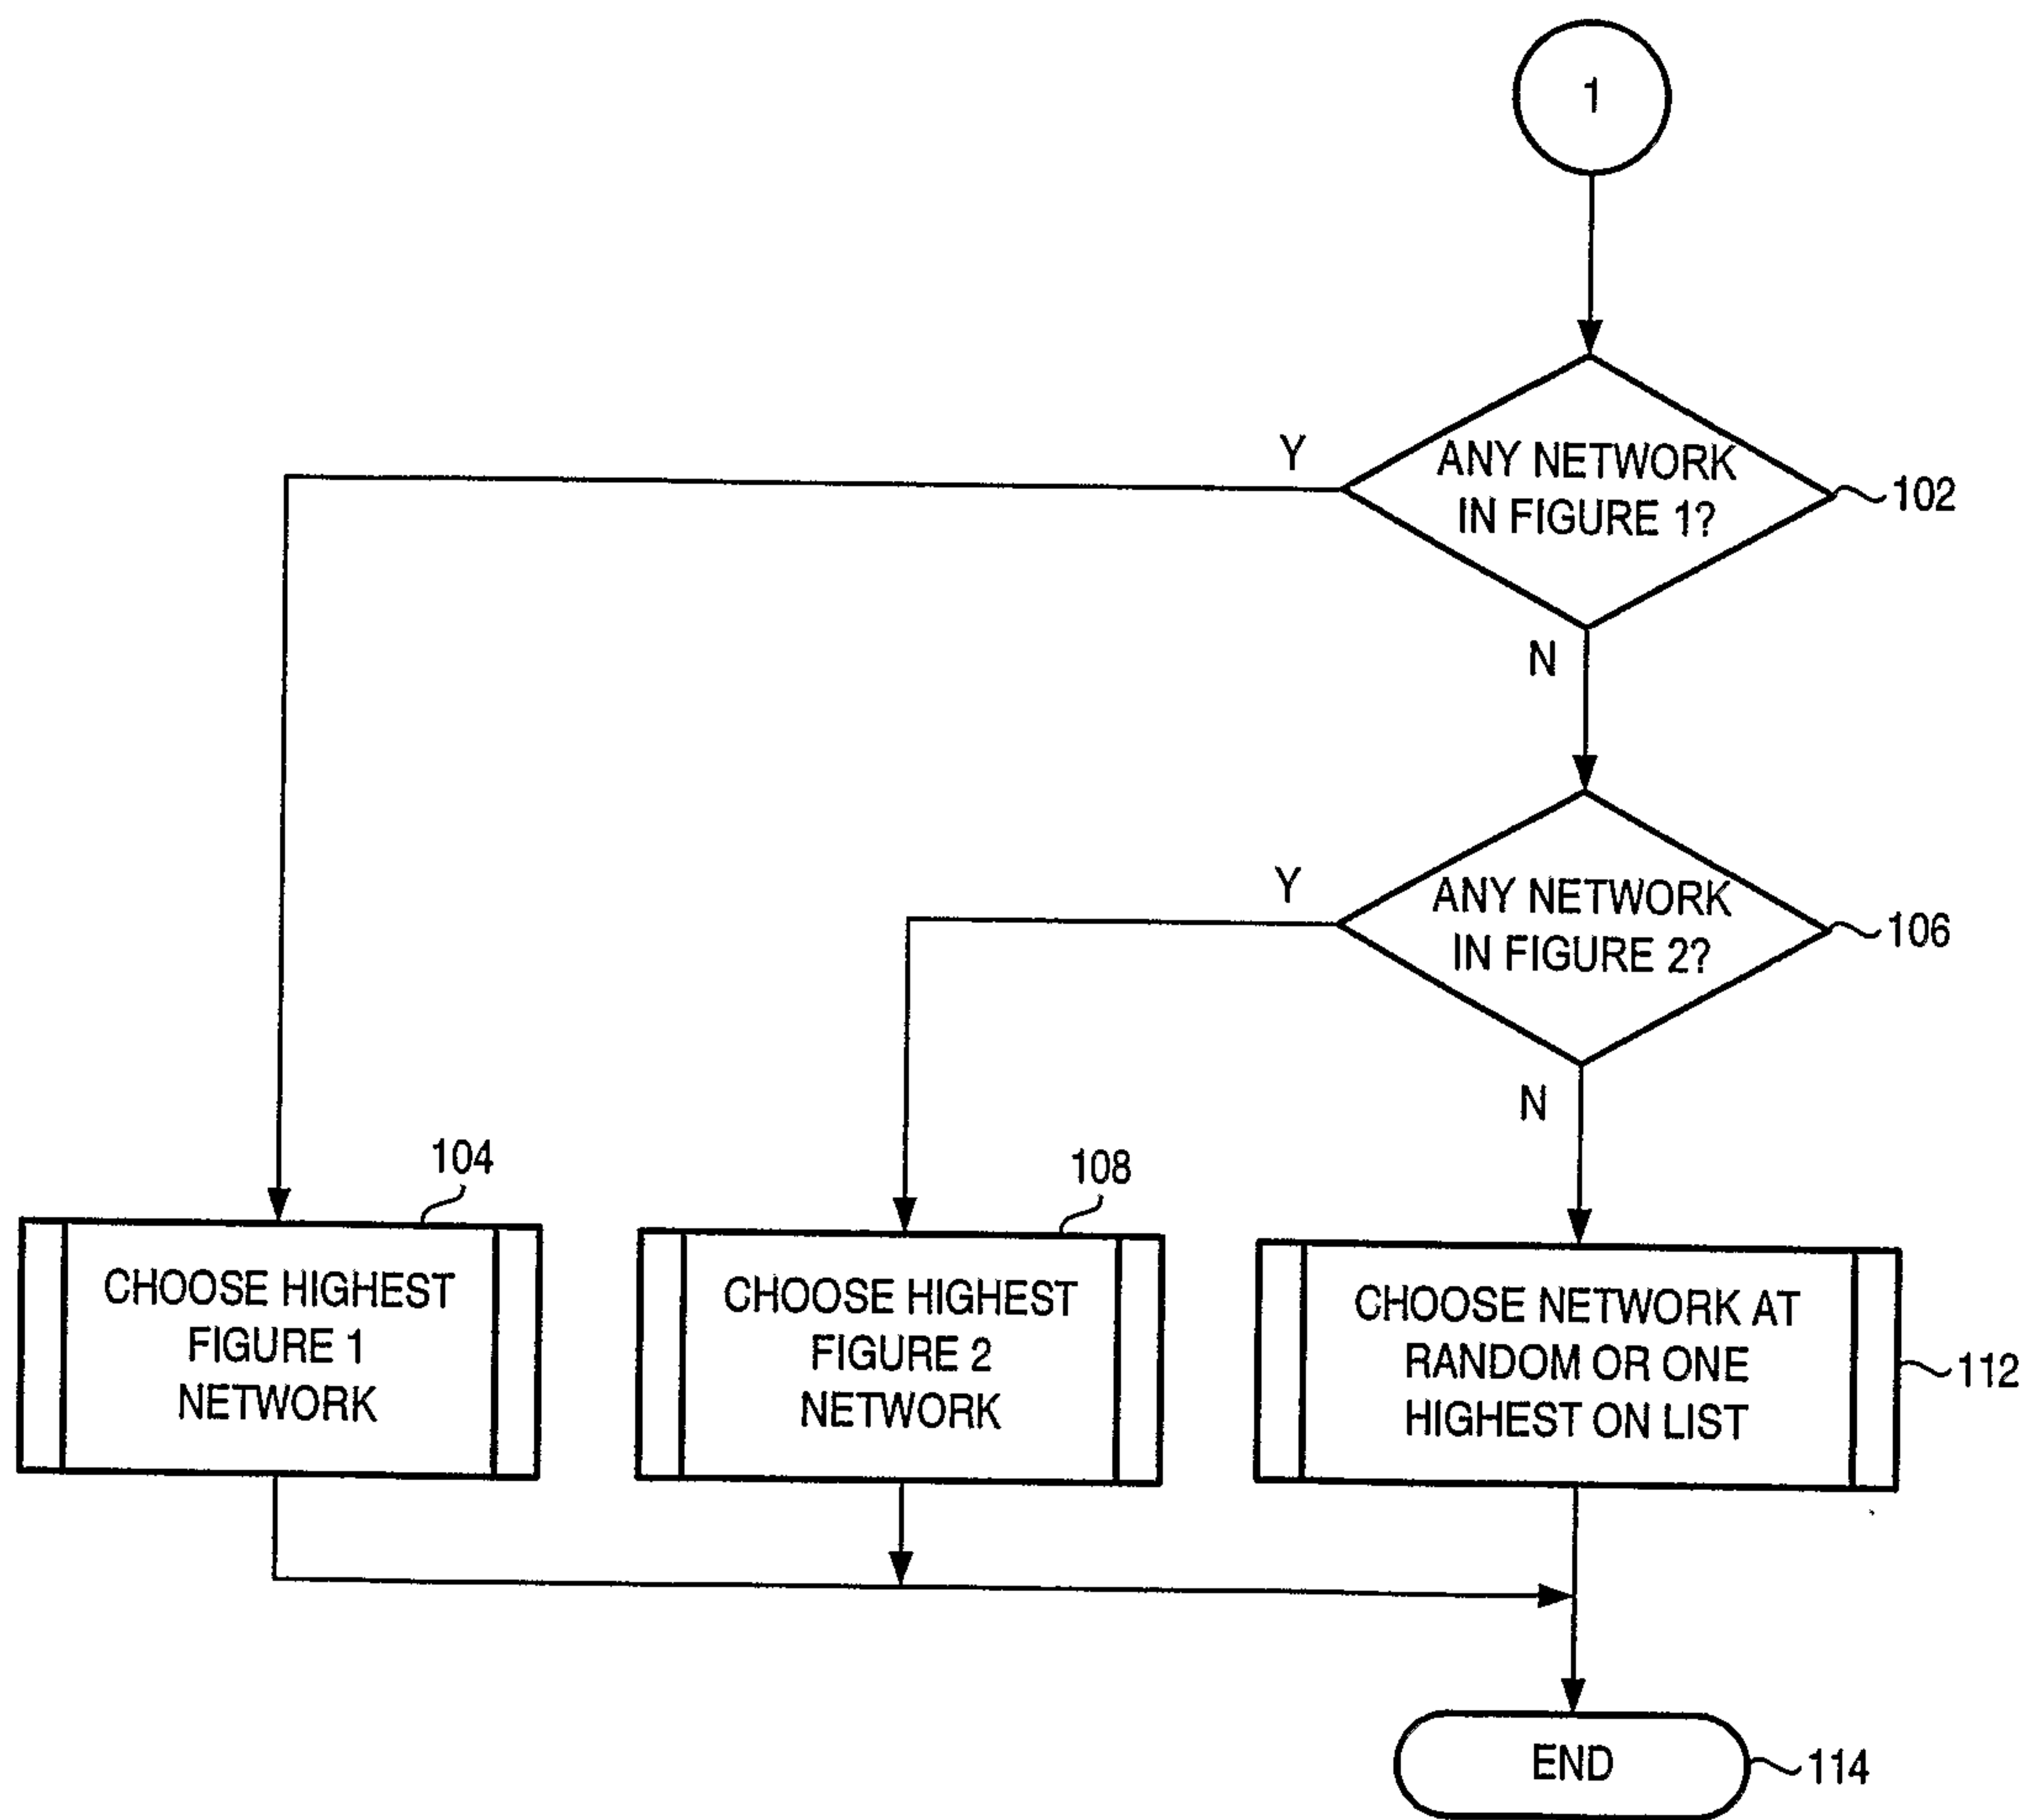 1
Y
ANY NETWORK
IN FIGURE 1?
102
N
Y
ANY NETWORK
IN FIGURE 2?
106
N
104
108
CHOOSE HIGHEST
FIGURE 1
NETWORK
CHOOSE HIGHEST
FIGURE 2
NETWORK
CHOOSE NETWORK AT
RANDOM OR ONE
HIGHEST ON LIST
112
END
114